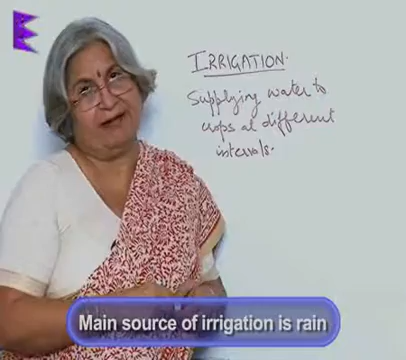 IRRIGATION.
Supplying water to
crops at different
intervals.
Main source of irrigation is rain